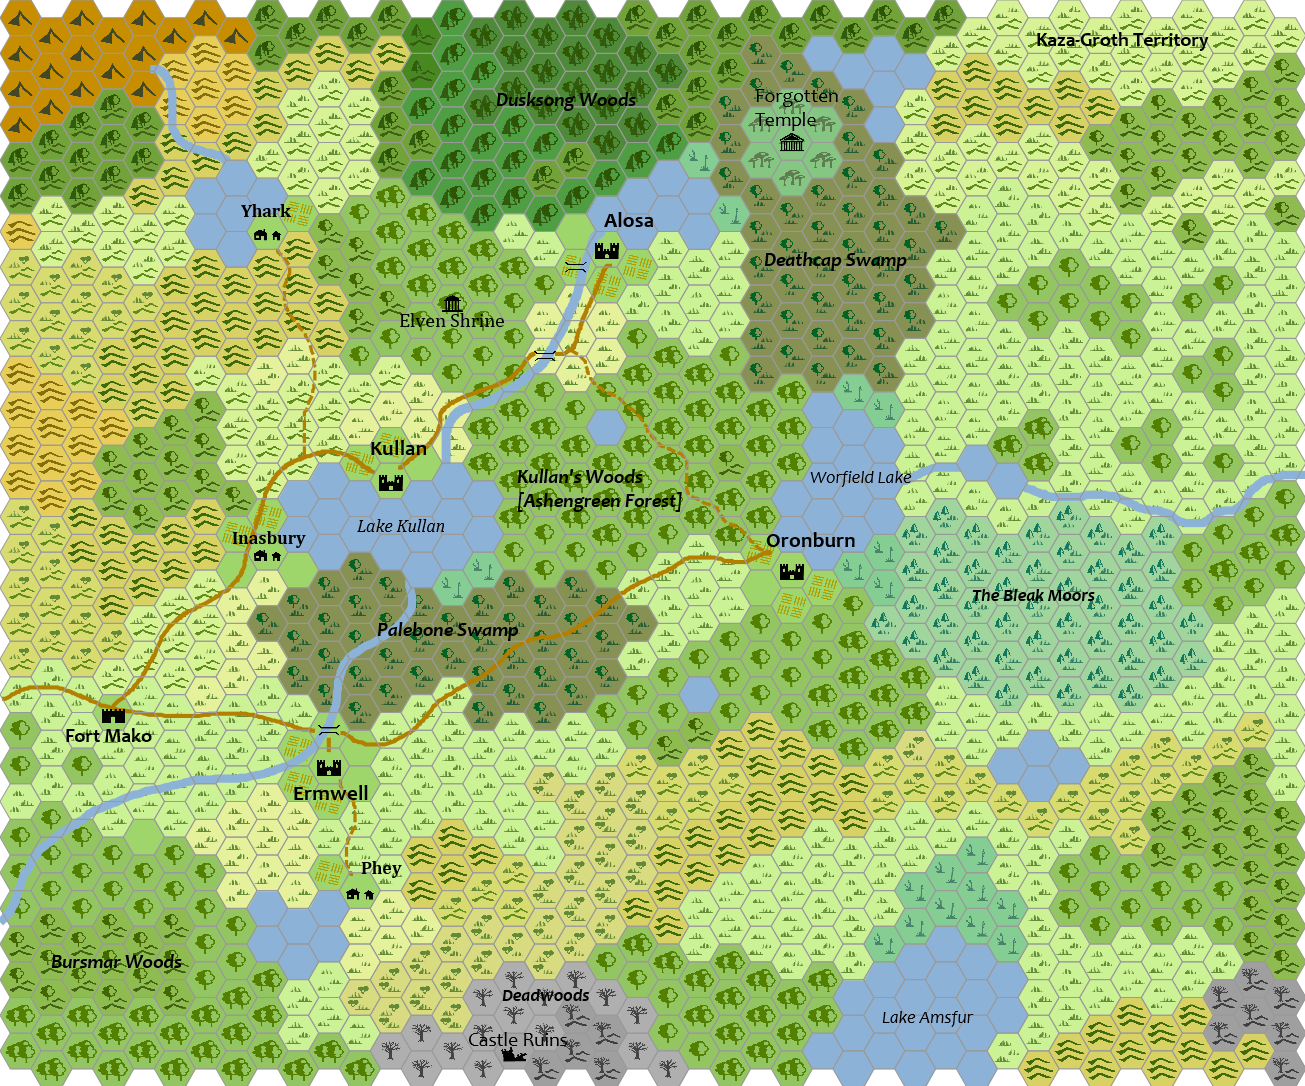 Kaza-Groth Territory
Dusksong Woods
Forgotten
Temple
Yhark
Alosa
Deathcap Swamp
Elven Shrine
Kullan
Kullan's Woods
[Ashengreen Forest]
Worfield Lake
Lake Kullan
Inasbury
Oronburn
The Bleak Moors
Palebone Swamp
Fort Mako
Ermwell
Phey
Bursmar Woods
Deadwoods
Lake Amsfur
Castle Ruins